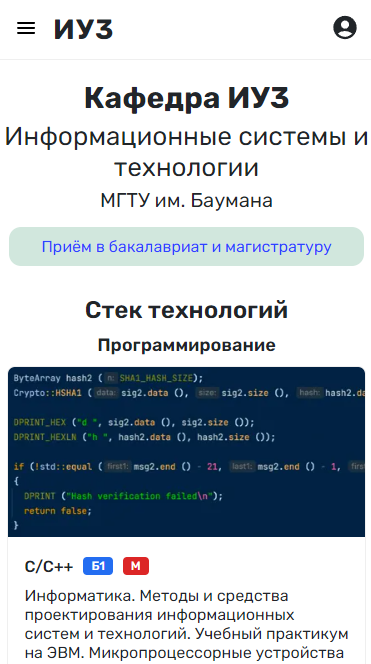 ИУ3
Кафедра ИУ3
Информационные системы и
технологии
МГТУ им. Баумана
Приём в бакалавриат и магистратуру
Стек технологий
Программирование
ByteArray hash2 ( n: SHA1_HASH_SIZE);
Crypto::HSHA1 ( data: sig2.data (), size: sig2.size (), hash: hash2.da
DPRINT_HEX ("d ", sig2.data (), sig2.size ());
DPRINT_HEXLN ("h ", hash2.data (), hash2.size ());
if (!std::equal ( first1: msg2.end () - 21, last1: msg2.end () - 1,
{
DPRINT ("Hash verification failed\n");
return false;
}
C/C++ Б1 М
Информатика. Методы и средства
проектирования информационных
систем и технологий. Учебный практикум
на ЭВМ. Микропроцессорные устройства